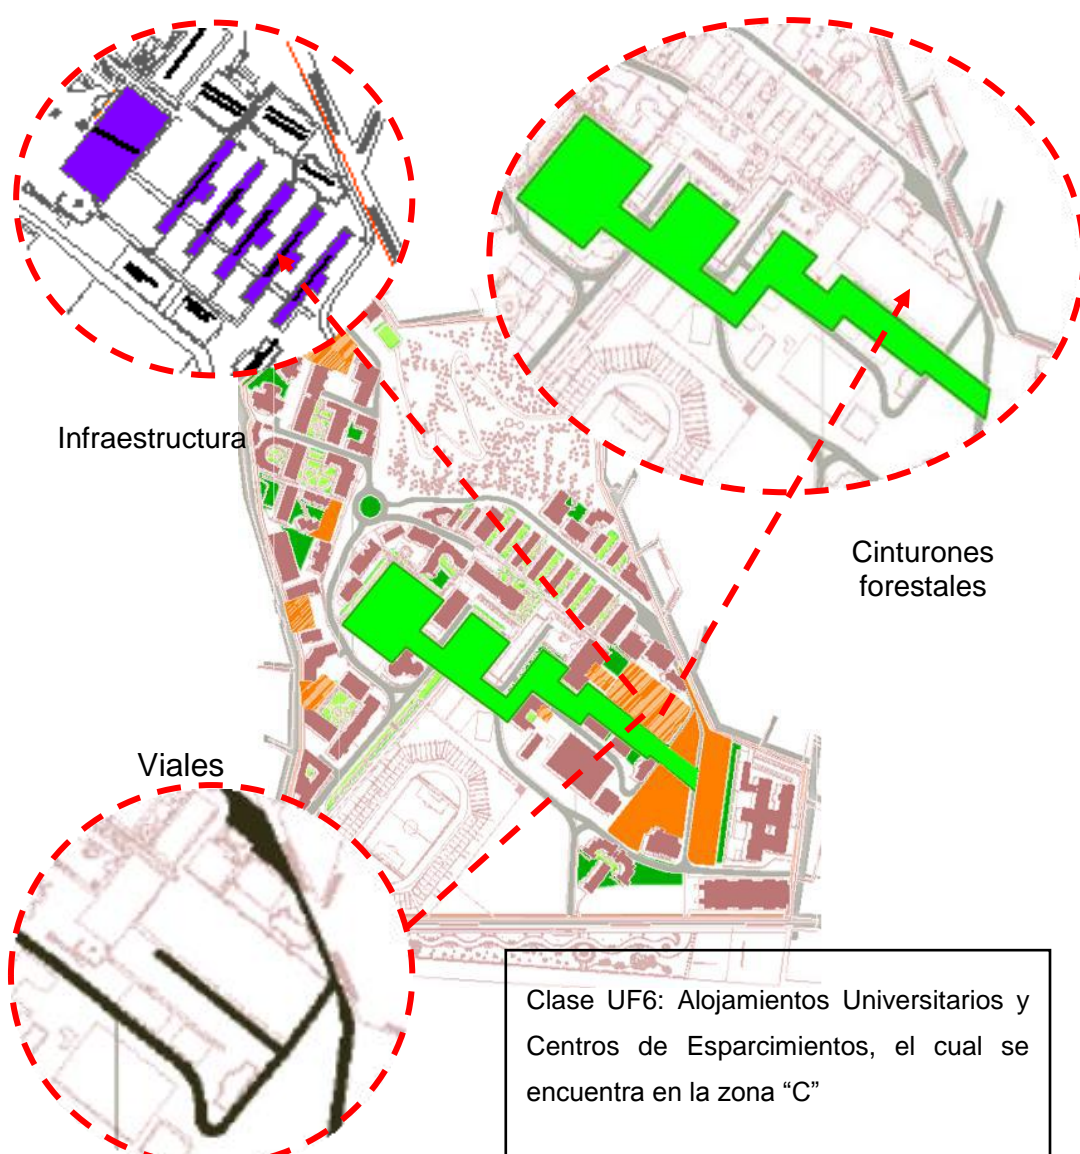 Infraestructura
Cinturones
forestales
Viales
Clase UF6: Alojamientos Universitarios y
Centros de Esparcimientos, el cual se
encuentra en la zona “C”